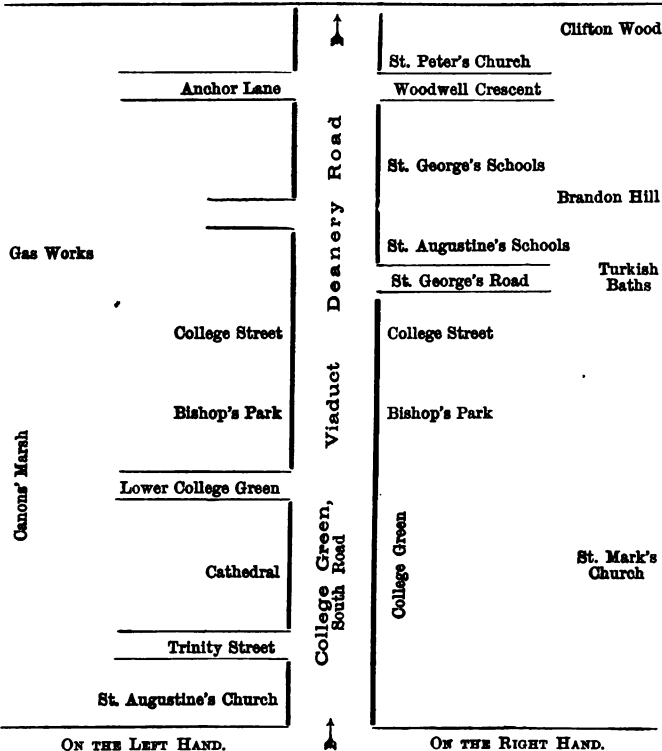 Clifton Wood
St. Peter's Church
Anchor Lane
Woodwell Crescent
St. George's Schools
Brandon Hill
Deanery Road
Gas Works
St. Augustine's Schools
St. George's Road
Turkish
Baths
College Street
College Street
Viaduct
Bishop's Park
Bishop's Park
Canons' Marsh
Lower College Green
College Green,
South Road
College Green
Cathedral
St. Mark's
Church
Trinity Street
St. Augustine's Church
ON THE LEFT HAND.
ON THE RIGHT HAND.